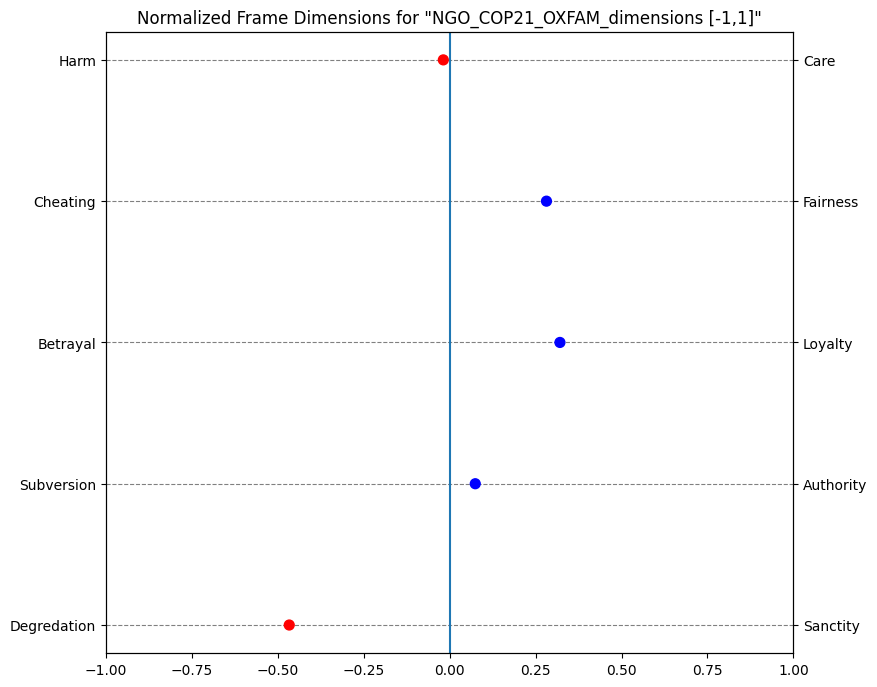 Normalized Frame Dimensions for "NGO_COP21_OXFAM_dimensions [-1,1]"
Harm Care
Cheating Fairness
Betrayal Loyalty
Subversion Authority
Degredation Sanctity
−1.00 −0.75 −0.50 −0.25 0.00 0.25 0.50 0.75 1.00